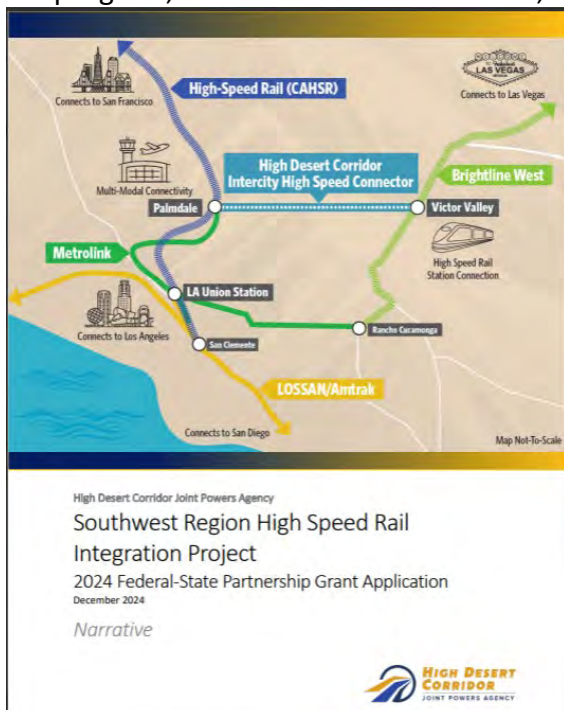 High-Speed Rail (CAHSR)
Connects to San Francisco
LAS VEGAS
Connects to Las Vegas
Multi-Modal Connectivity
High Desert Corridor
Intercity High Speed Connector
Brightline West
Palmdale
Victor Valley
Metrolink
High Speed Rail
Station Connection
LA Union Station
Connects to Los Angeles
San Clemente
Rancho Cucamonga
LOSSAN/Amtrak
Connects to San Diego
Map Not-To-Scale
High Desert Corridor Joint Powers Agency
Southwest Region High Speed Rail
Integration Project
2024 Federal-State Partnership Grant Application
December 2024
Narrative
HIGH DESERT
CORRIDOR
JOINT POWERS AGENCY